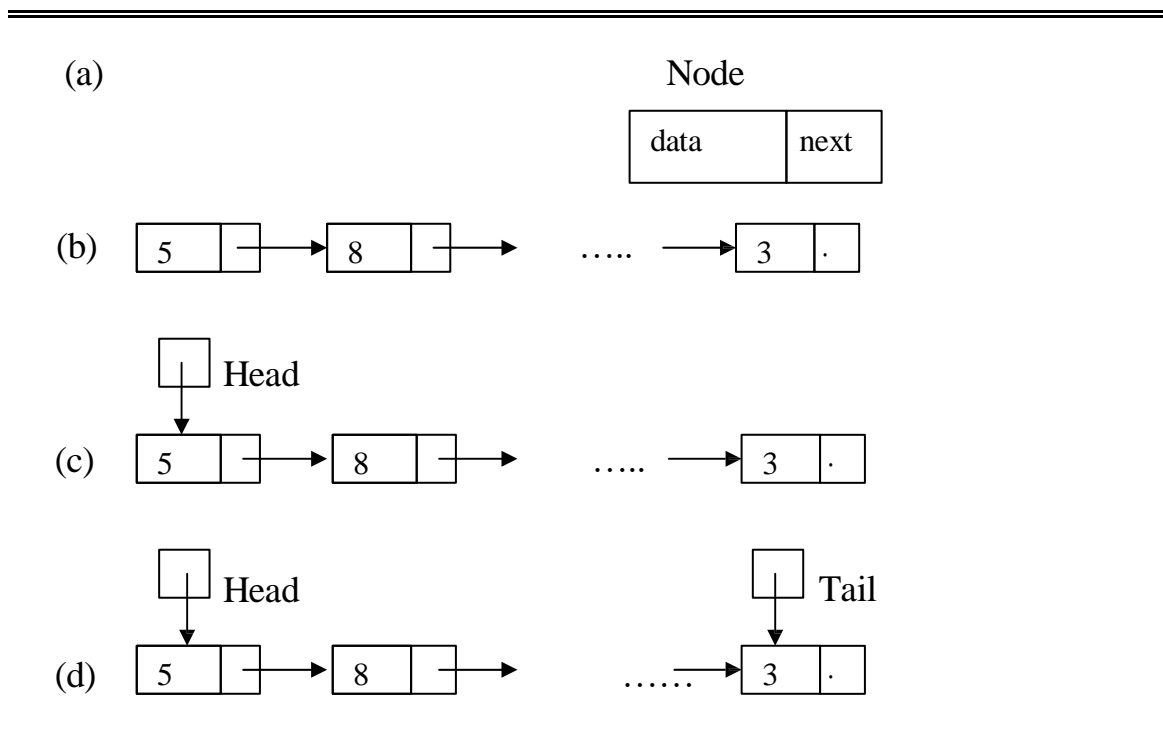 (a) Node
data next
(b) 5 8 ….. 3 .
Head
(c) 5 8 ….. 3 .
Head Tail
(d) 5 8 …… 3 .